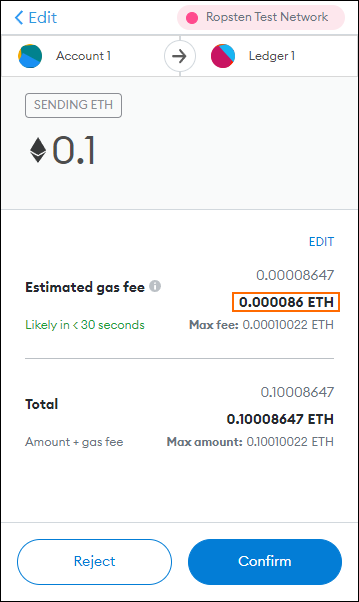 Edit
Ropsten Test Network
Account 1
Ledger 1
SENDING ETH
0.1
EDIT
0.00008647
Estimated gas fee
0.000086 ETH
Likely in < 30 seconds
Max fee: 0.00010022 ETH
0.10008647
Total
0.10008647 ETH
Amount + gas fee
Max amount: 0.10010022 ETH
Reject
Confirm